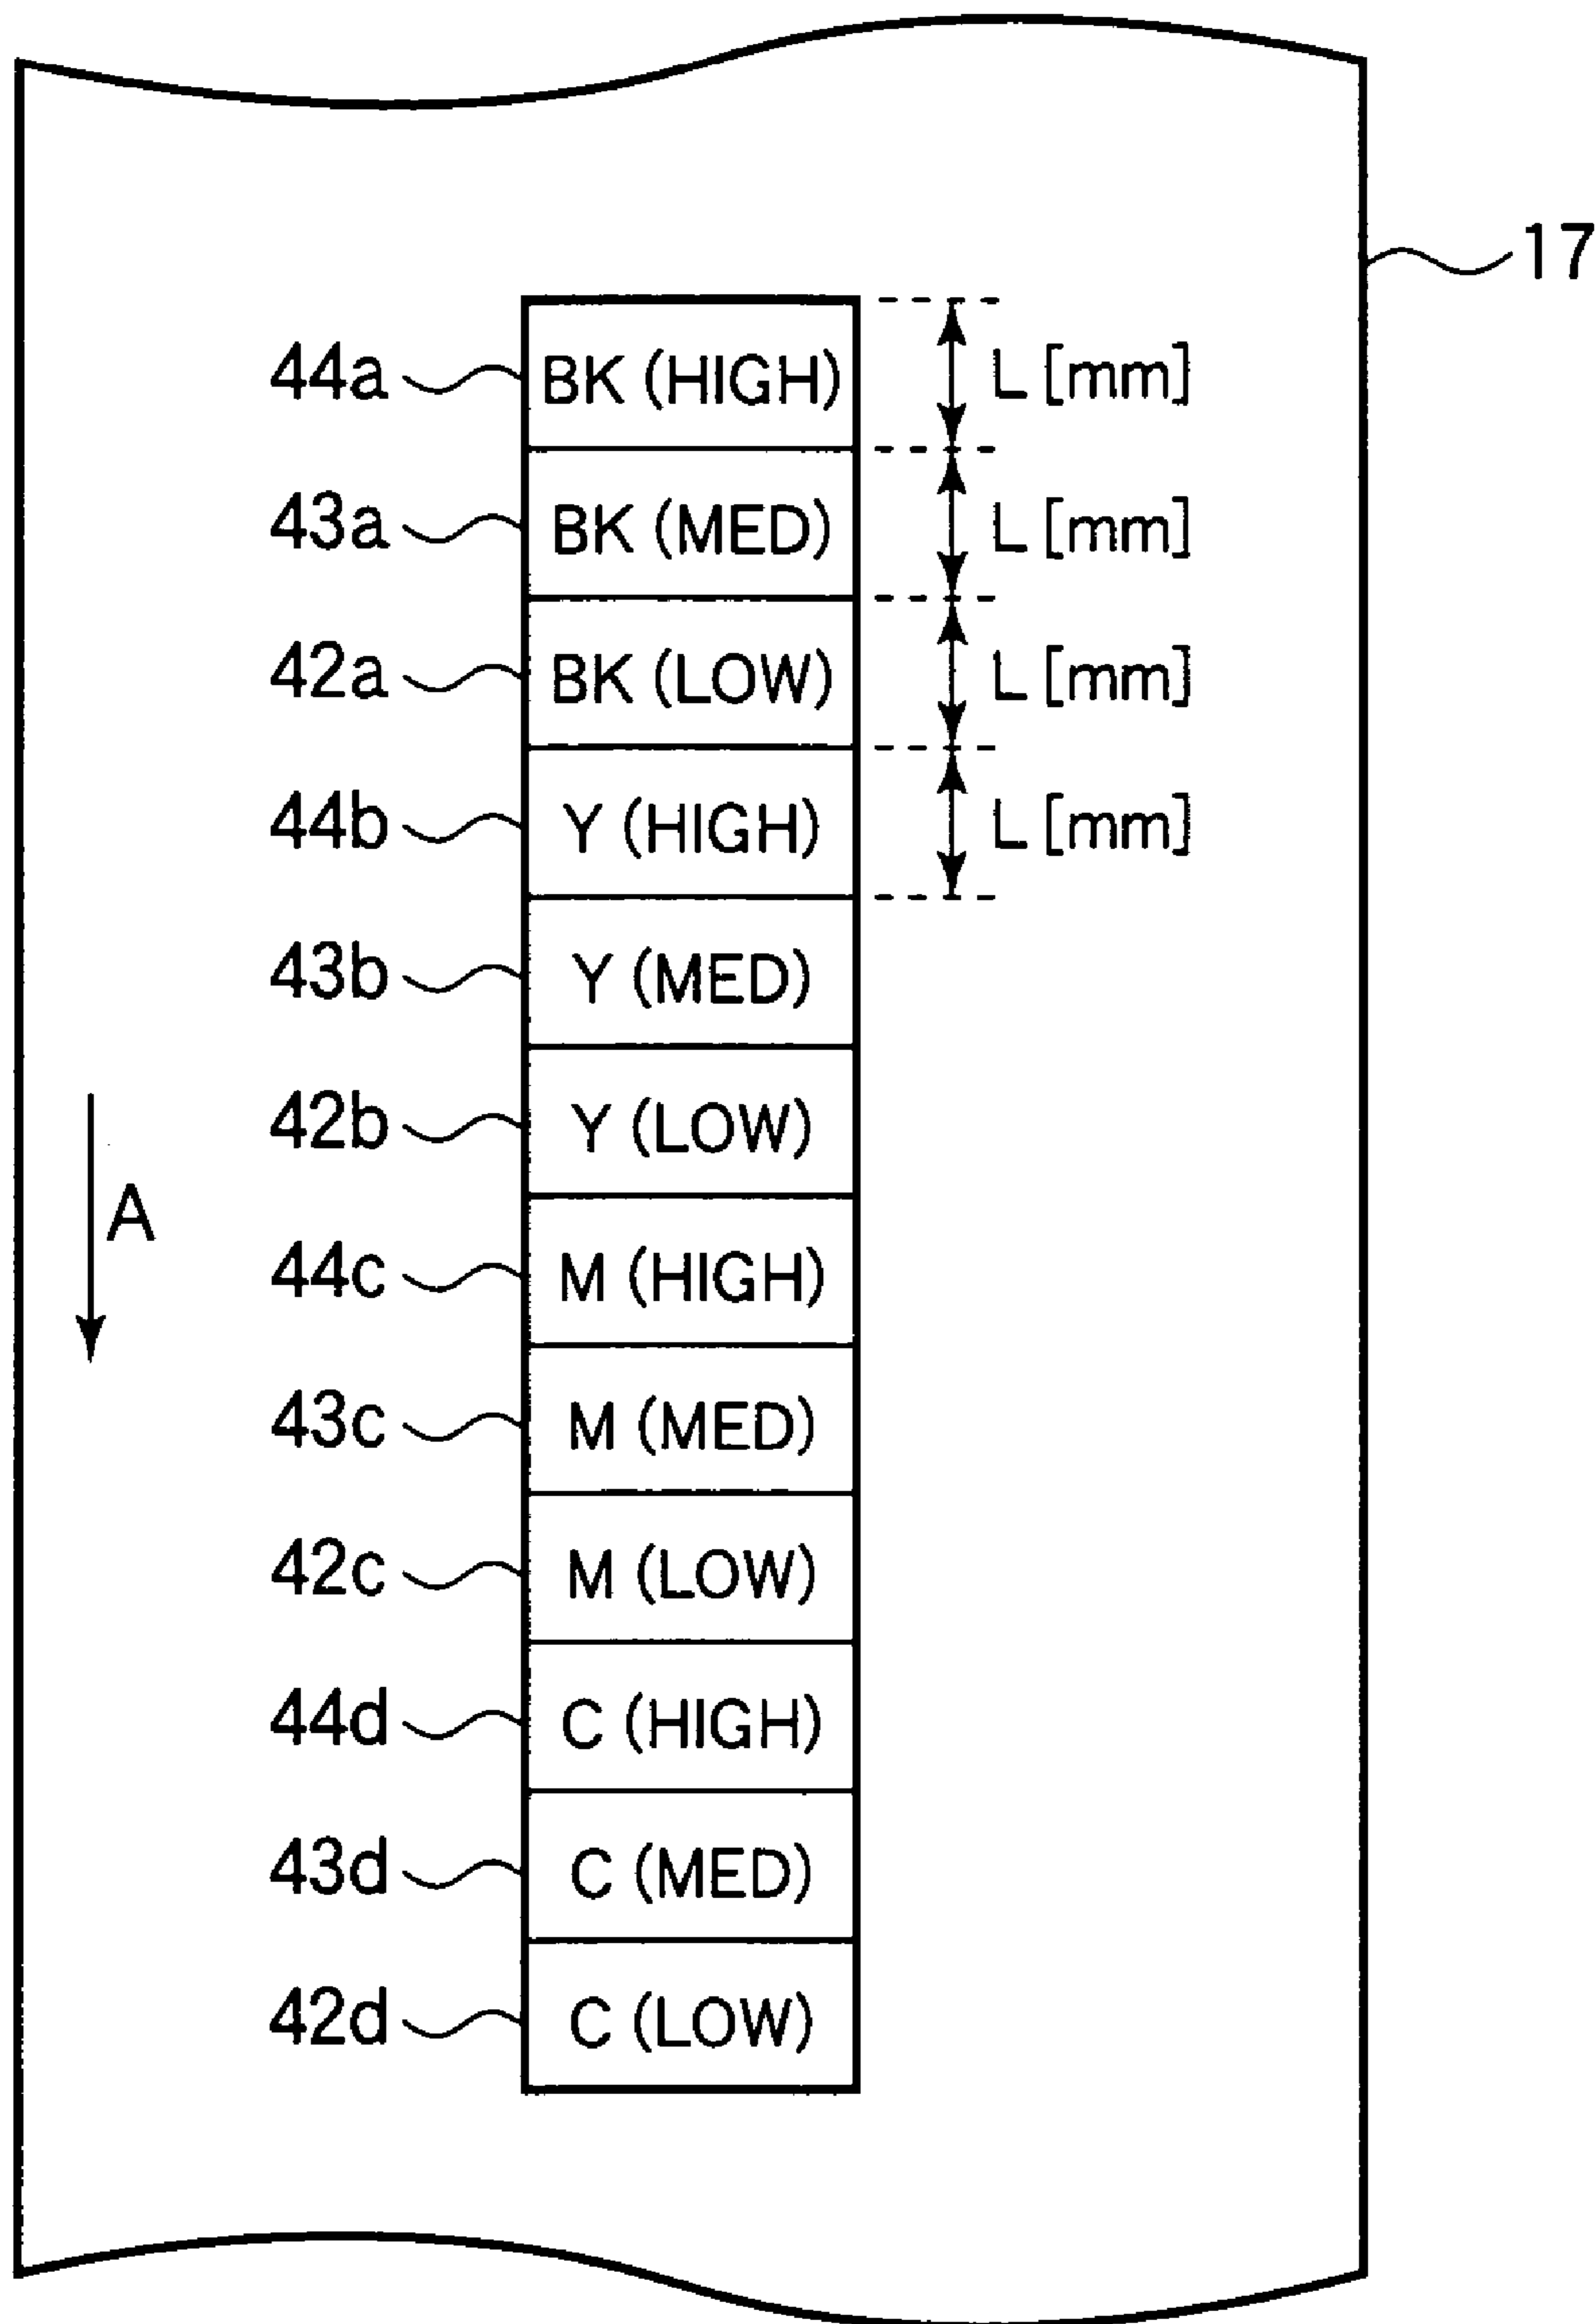 17
44a BK (HIGH) L [mm]
43a BK (MED) L [mm]
42a BK (LOW) L [mm]
44b Y (HIGH) L [mm]
43b Y (MED)
42b Y (LOW)
A
44c M (HIGH)
43c M (MED)
42c M (LOW)
44d C (HIGH)
43d C (MED)
42d C (LOW)